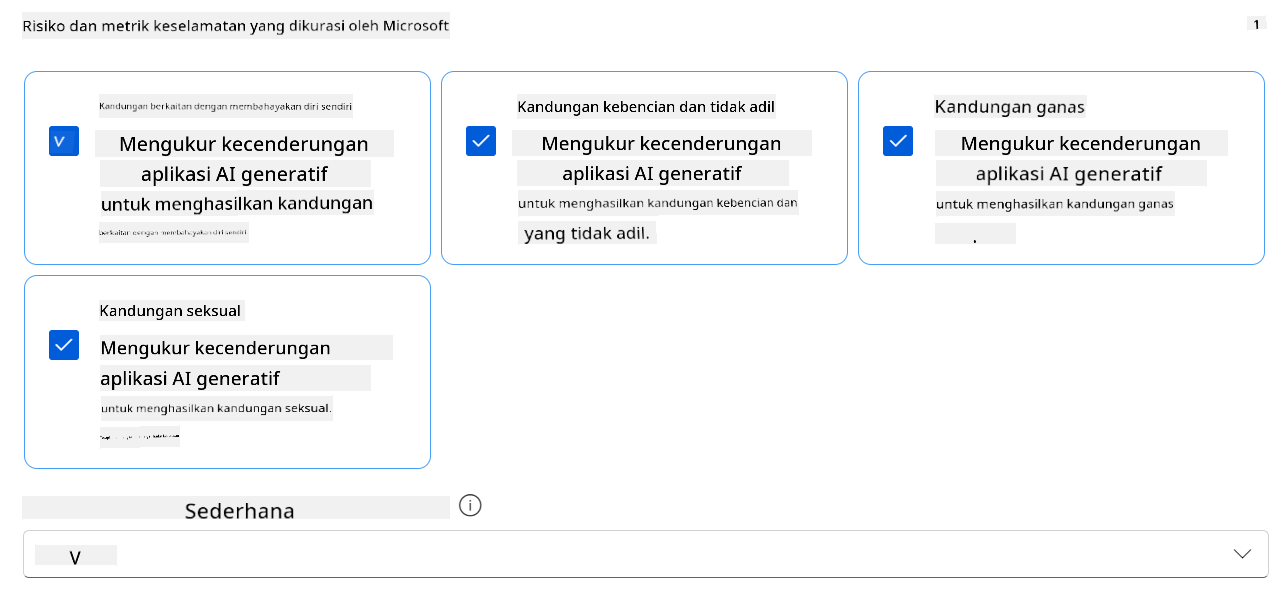 Risiko dan metrik keselamatan yang dikurasi oleh Microsoft
1
Kandungan berkaitan dengan membahayakan diri sendiri
V
Mengukur kecenderungan
aplikasi AI generatif
untuk menghasilkan kandungan
berkaitan dengan membahayakan diri sendiri
Kandungan kebencian dan tidak adil
Mengukur kecenderungan
aplikasi AI generatif
untuk menghasilkan kandungan kebencian dan
yang tidak adil.
Kandungan ganas
Mengukur kecenderungan
aplikasi AI generatif
untuk menghasilkan kandungan ganas
.
Kandungan seksual
Mengukur kecenderungan
aplikasi AI generatif
untuk menghasilkan kandungan seksual.
Sederhana
V